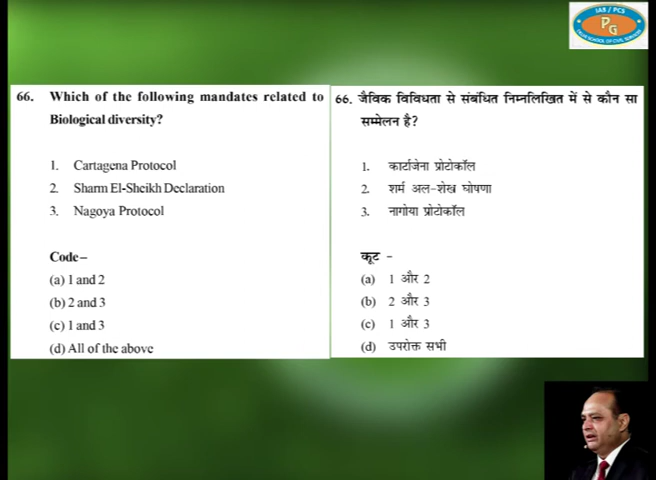 IAS / PCS
PG
66. Which of the following mandates related to
Biological diversity?
1. Cartagena Protocol
2. Sharm El-Sheikh Declaration
3. Nagoya Protocol
Code–
(a) 1 and 2
(b) 2 and 3
(c) 1 and 3
(d) All of the above
66. जैविक विविधता से संबंधित निम्नलिखित में से कौन सा
सम्मेलन है?
1. कार्टाजेना प्रोटोकॉल
2. शर्म अल-शेख घोषणा
3. नागोया प्रोटोकॉल
कूट -
(a) 1 और 2
(b) 2 और 3
(c) 1 और 3
(d) उपरोक्त सभी